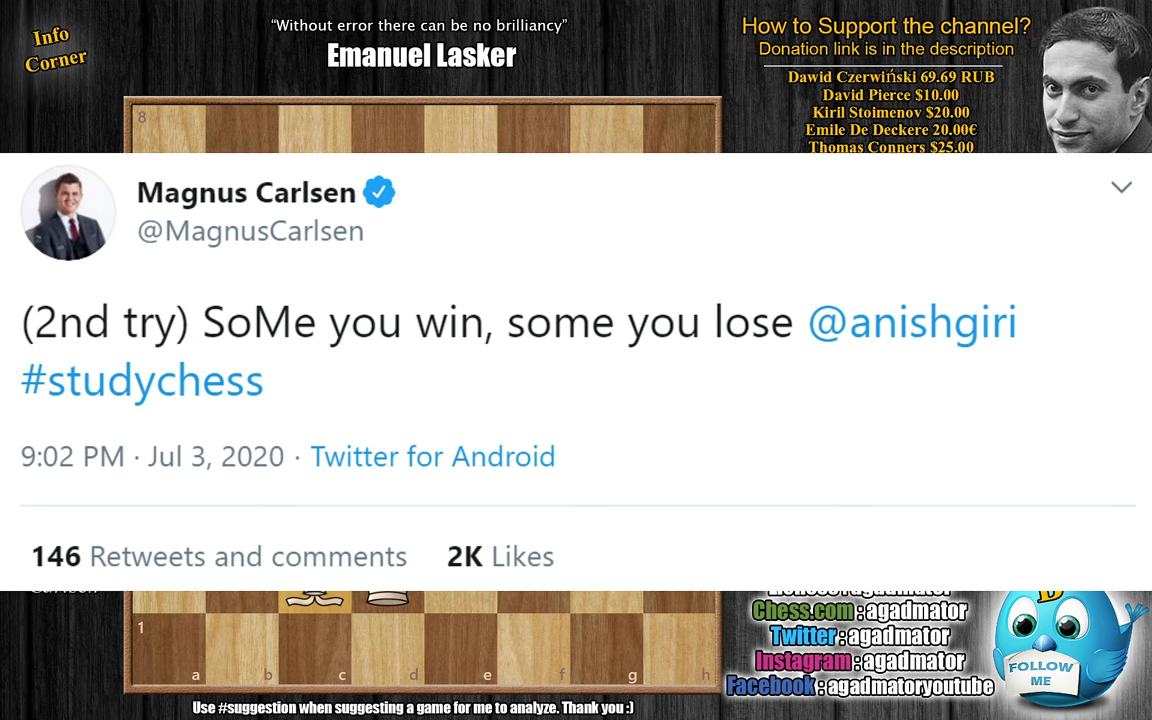 Info
Corner
“Without error there can be no brilliancy”
Emanuel Lasker
How to Support the channel?
Donation link is in the description
Dawid Czerwiński 69.69 RUB
David Pierce $10.00
Kiril Stoimenov $20.00
Emile De Deckere 20.00€
Thomas Conners $25.00
8
Magnus Carlsen
@MagnusCarlsen
(2nd try) SoMe you win, some you lose @anishgiri
#studychess
9:02 PM · Jul 3, 2020 · Twitter for Android
146 Retweets and comments 2K Likes
1
a b c d e f g h
Chess.com : agadmator
Twitter : agadmator
Instagram : agadmator
Facebook : agadmatoryoutube
FOLLOW
ME
Use #suggestion when suggesting a game for me to analyze. Thank you :)